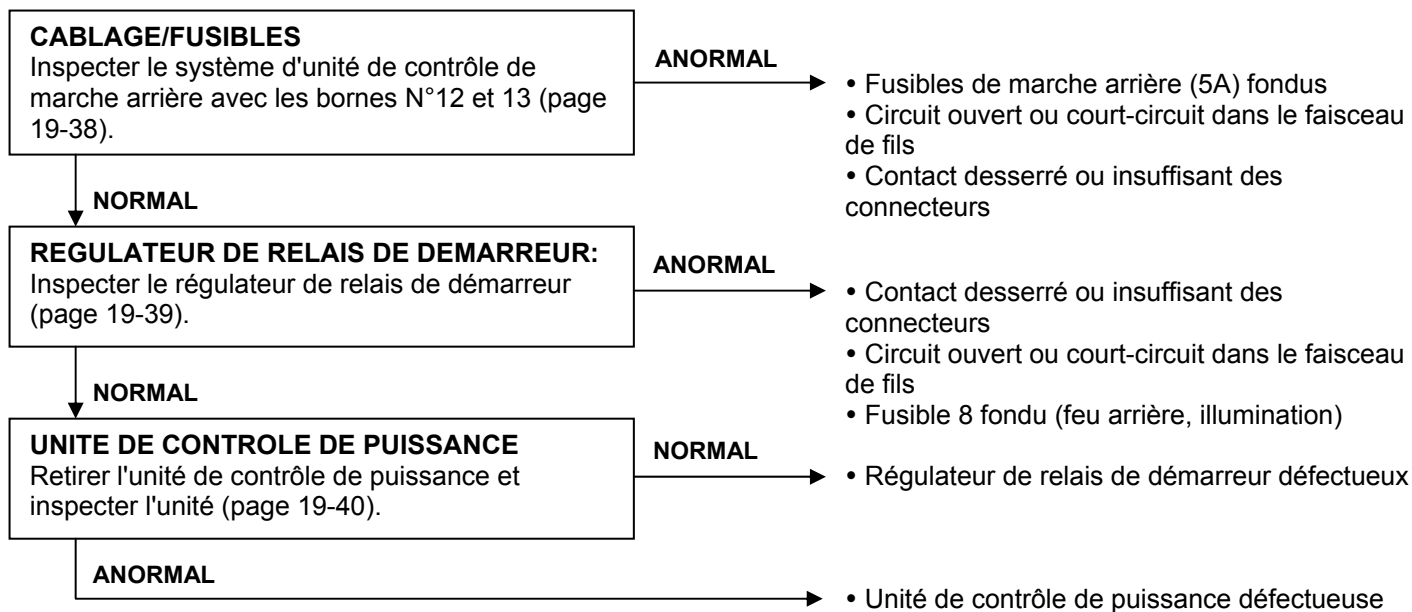 CABLAGE/FUSIBLES
Inspecter le système d'unité de contrôle de
marche arrière avec les bornes N°12 et 13 (page
19-38).
ANORMAL
• Fusibles de marche arrière (5A) fondus
• Circuit ouvert ou court-circuit dans le faisceau
de fils
• Contact desserré ou insuffisant des
connecteurs
NORMAL
REGULATEUR DE RELAIS DE DEMARREUR:
Inspecter le régulateur de relais de démarreur
(page 19-39).
ANORMAL
• Contact desserré ou insuffisant des
connecteurs
• Circuit ouvert ou court-circuit dans le faisceau
de fils
• Fusible 8 fondu (feu arrière, illumination)
NORMAL
UNITE DE CONTROLE DE PUISSANCE
Retirer l'unité de contrôle de puissance et
inspecter l'unité (page 19-40).
NORMAL
• Régulateur de relais de démarreur défectueux
ANORMAL
• Unité de contrôle de puissance défectueuse